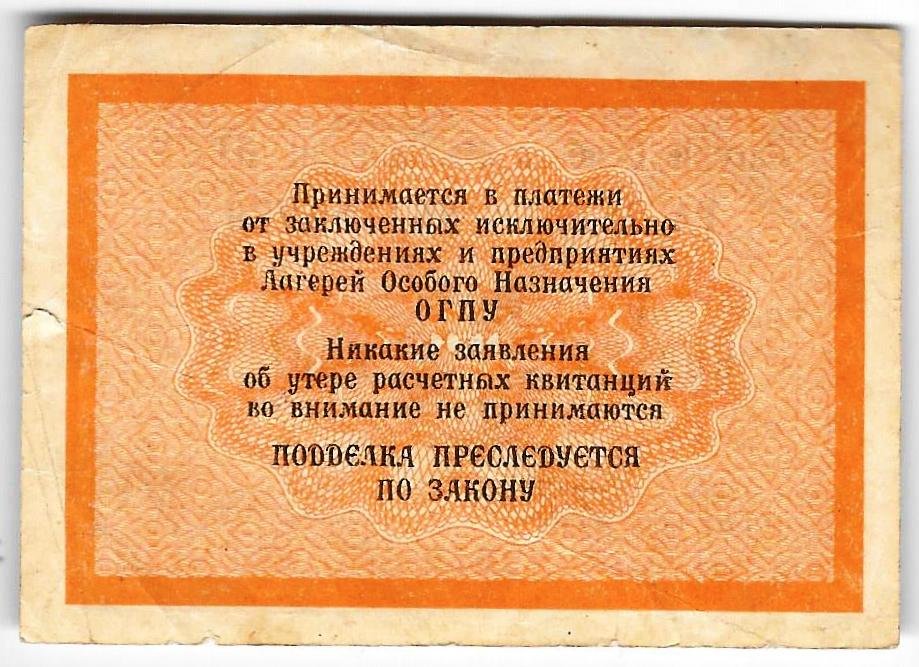 Принимается в платежи
от заключенных исключительно
в учреждениях и предприятиях
Лагерей Особого Назначения
ОГПУ
Никакие заявления
об утере расчетных квитанций
во внимание не принимаются
ПОДДЕЛКА ПРЕСЛЕДУЕТСЯ
ПО ЗАКОНУ